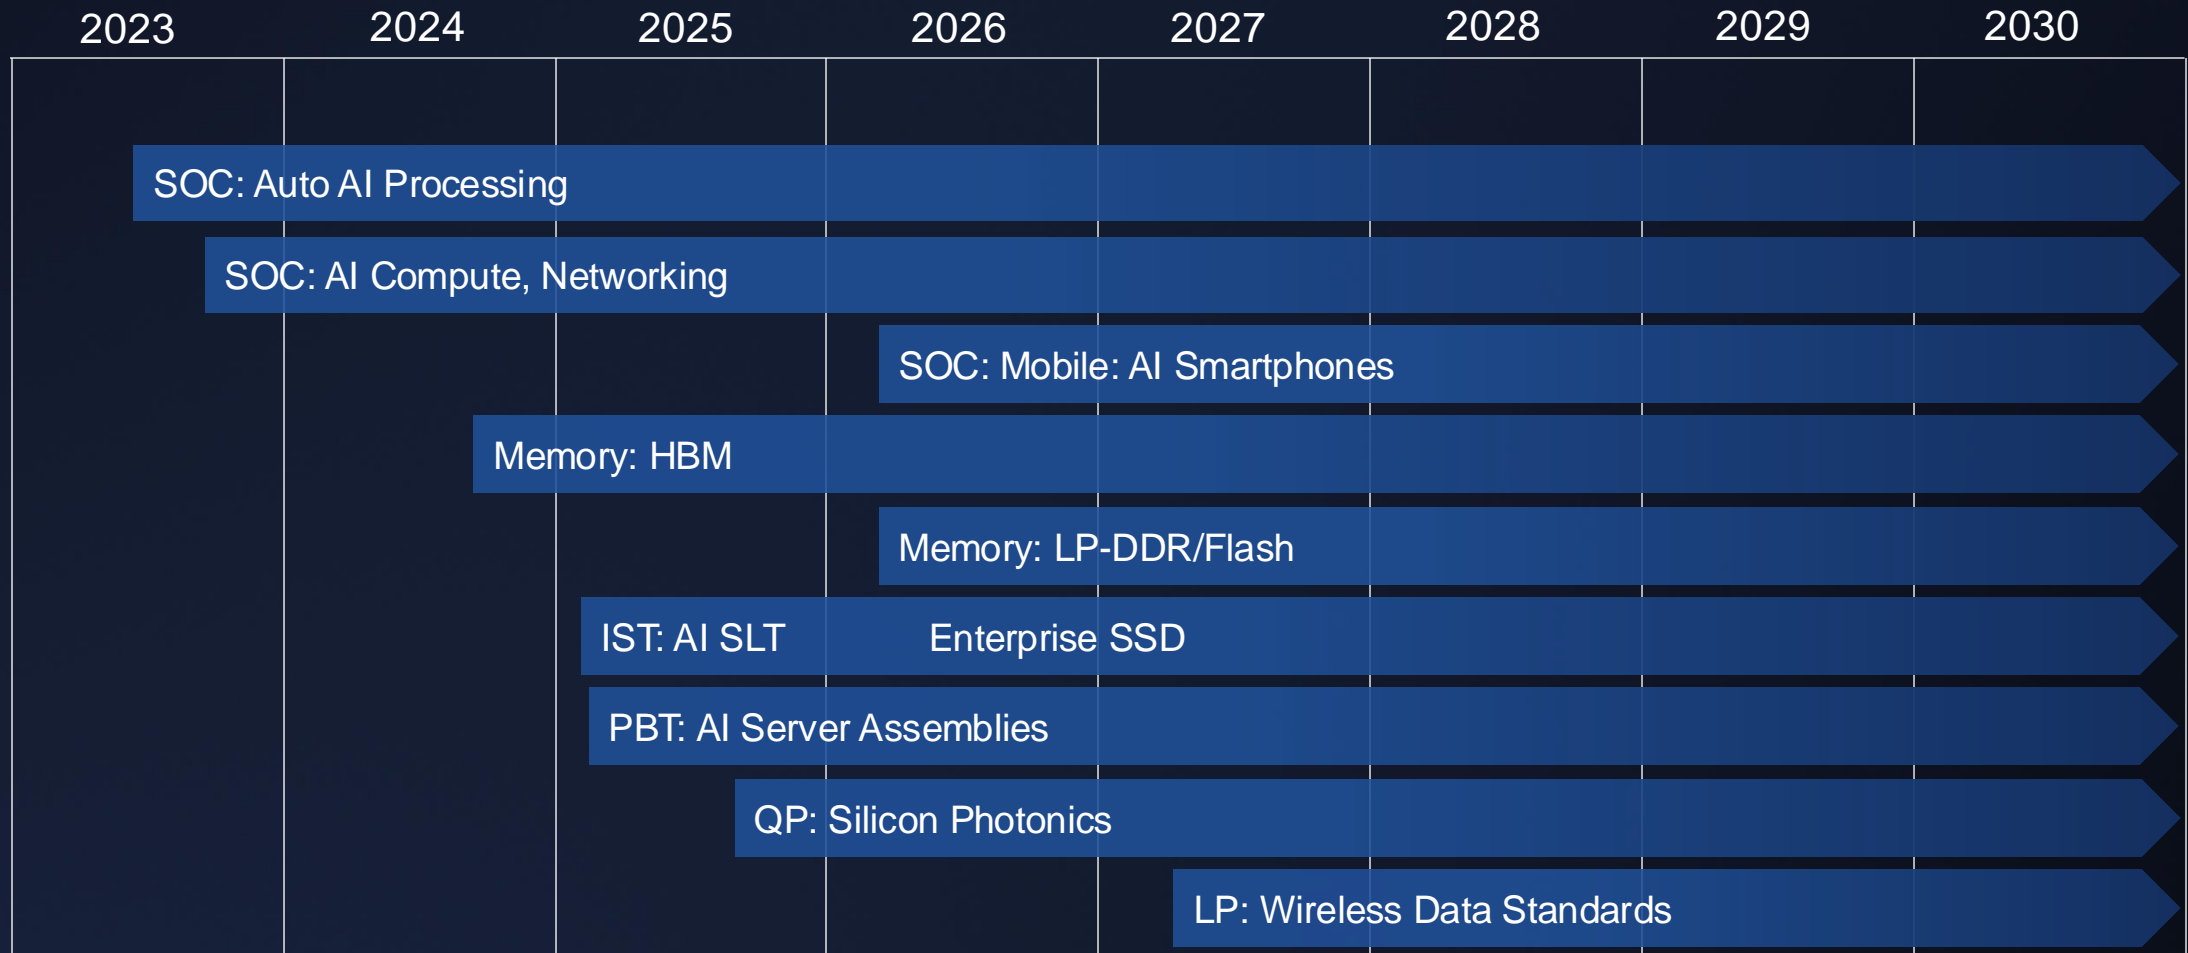 2023 2024 2025 2026 2027 2028 2029 2030
SOC: Auto AI Processing
SOC: AI Compute, Networking
SOC: Mobile: AI Smartphones
Memory: HBM
Memory: LP-DDR/Flash
IST: AI SLT Enterprise SSD
PBT: AI Server Assemblies
QP: Silicon Photonics
LP: Wireless Data Standards